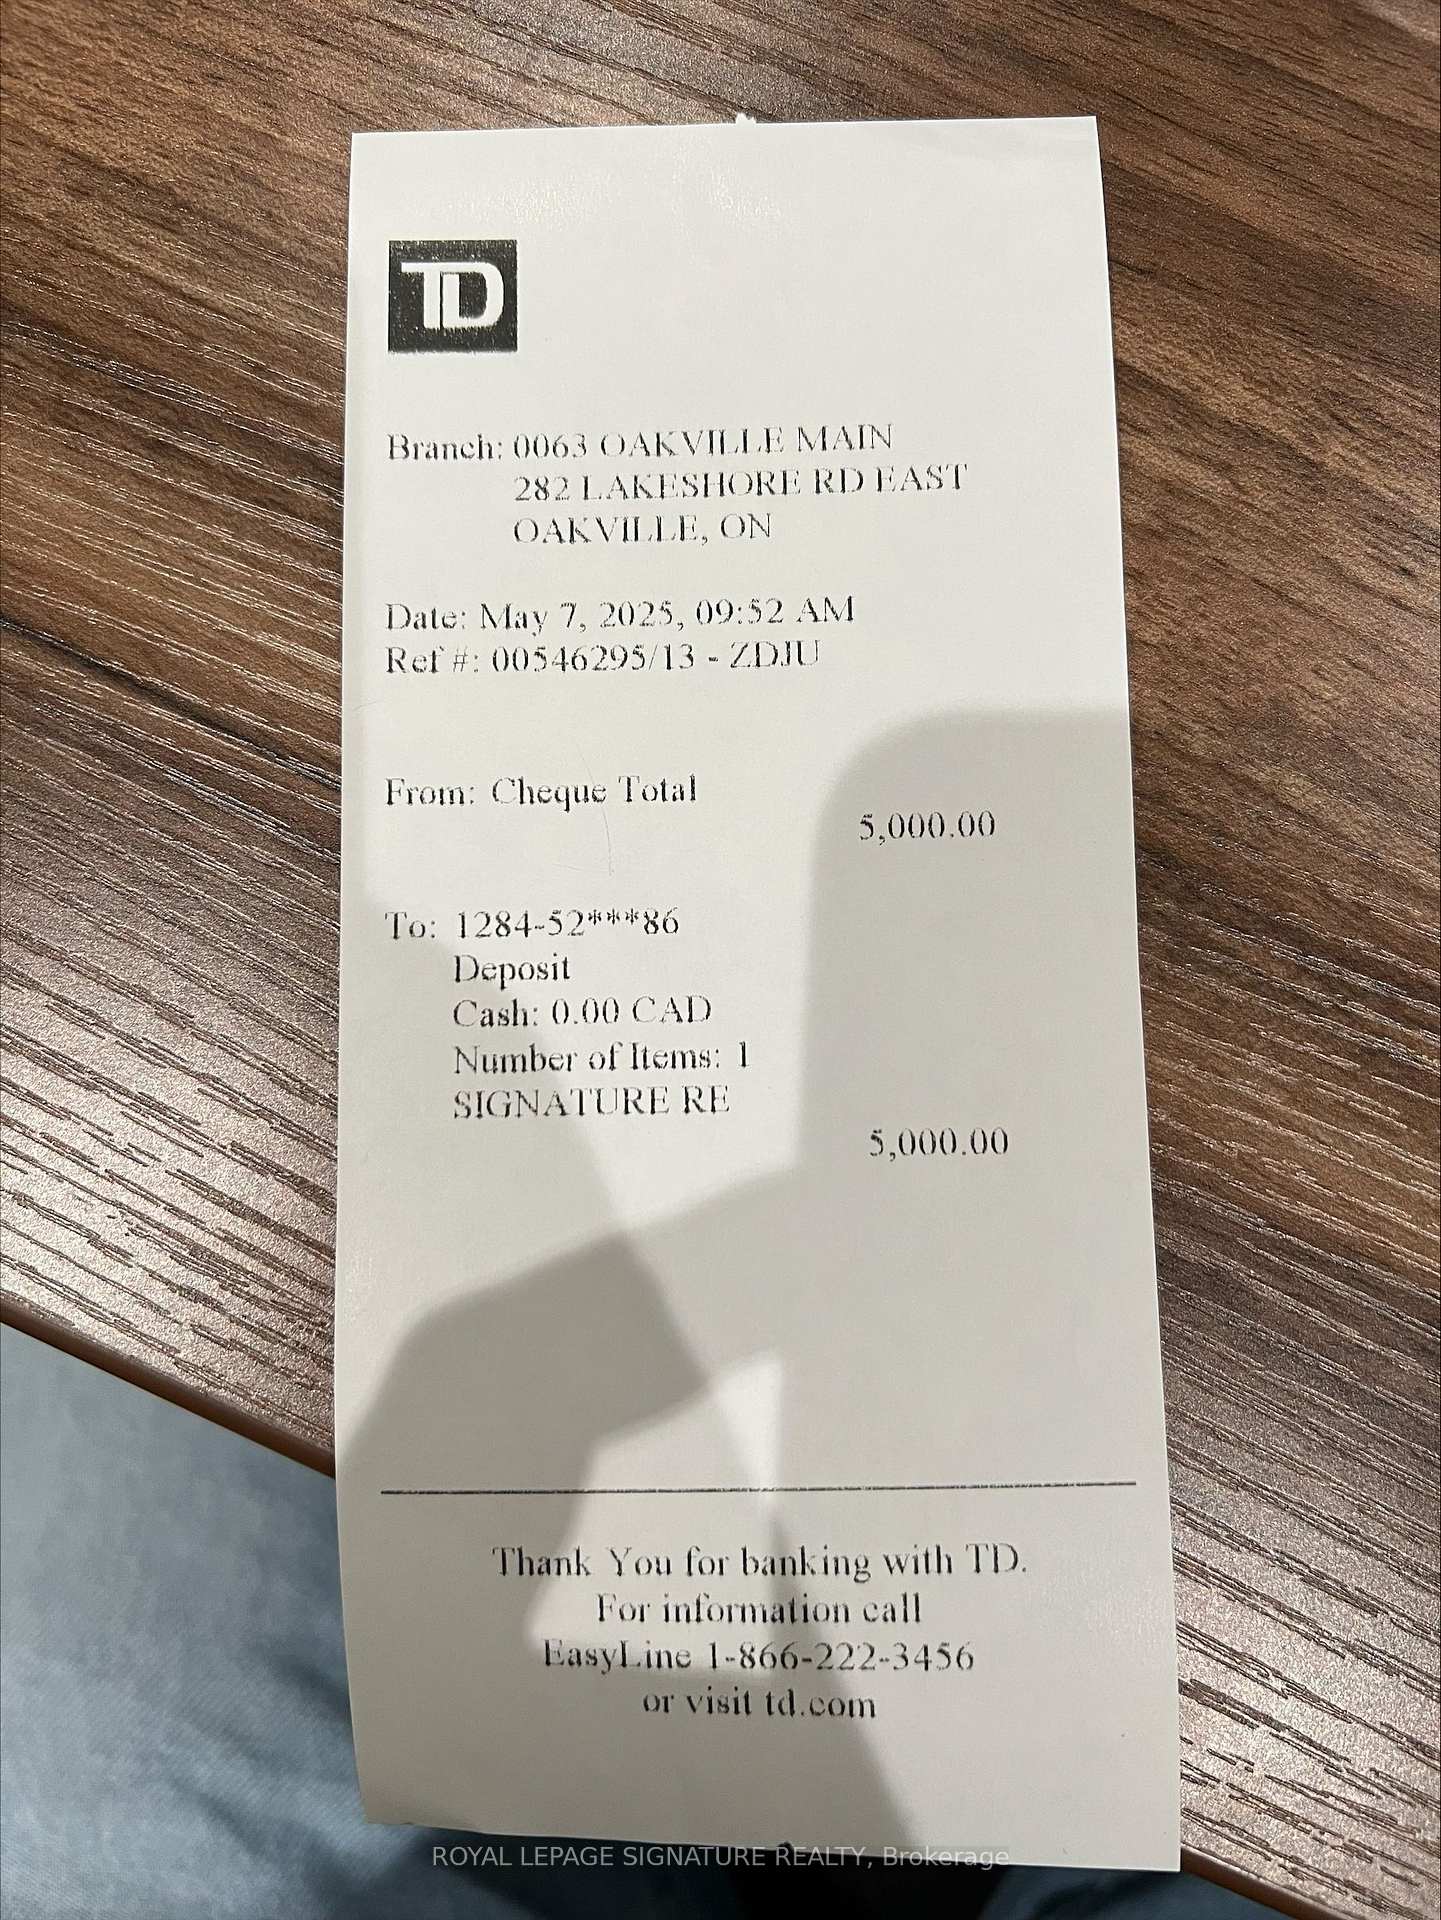 TD
Branch: 0063 OAKVILLE MAIN
282 LAKESHORE RD EAST
OAKVILLE, ON
Date: May 7, 2025, 09:52 AM
Ref #: 00546295/13 - ZDJU
From: Cheque Total
5,000.00
To: 1284-52***86
Deposit
Cash: 0.00 CAD
Number of Items: 1
SIGNATURE RE
5,000.00
Thank You for banking with TD.
For information call
EasyLine 1-866-222-3456
or visit td.com
ROYAL LEPAGE SIGNATURE REALTY, Brokerage